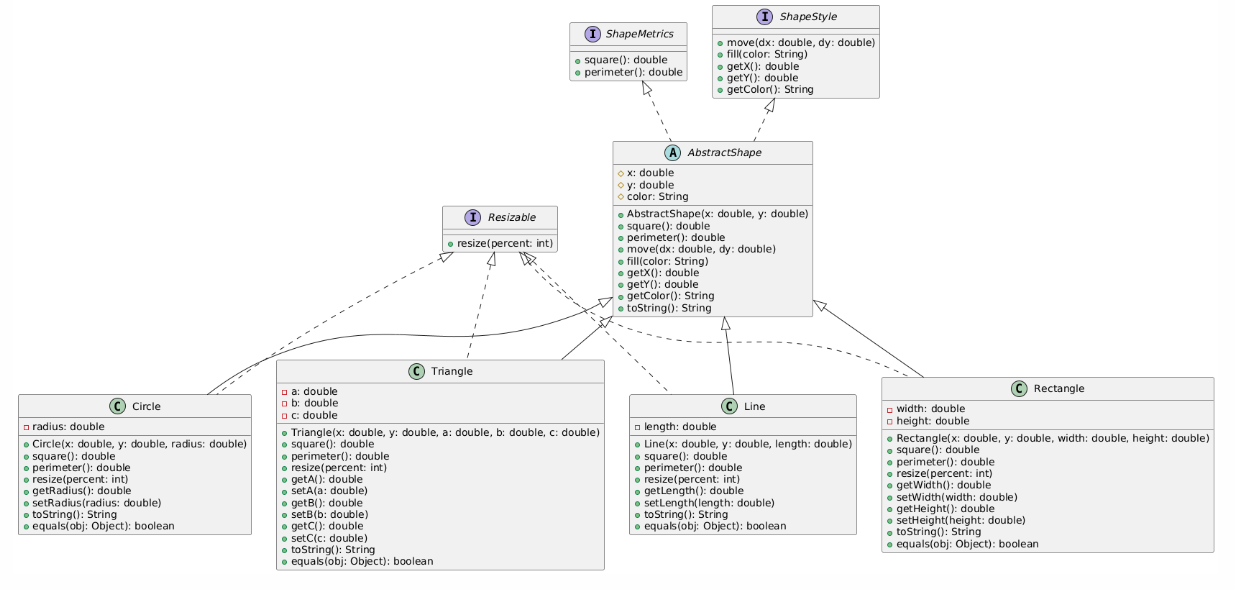 I ShapeMetrics
square(): double
perimeter(): double
I ShapeStyle
move(dx: double, dy: double)
fill(color: String)
getX(): double
getY(): double
getColor(): String
A AbstractShape
x: double
y: double
color: String
AbstractShape(x: double, y: double)
square(): double
perimeter(): double
move(dx: double, dy: double)
fill(color: String)
getX(): double
getY(): double
getColor(): String
toString(): String
I Resizable
resize(percent: int)
C Circle
radius: double
Circle(x: double, y: double, radius: double)
square(): double
perimeter(): double
resize(percent: int)
getRadius(): double
setRadius(radius: double)
toString(): String
equals(obj: Object): boolean
C Triangle
a: double
b: double
c: double
Triangle(x: double, y: double, a: double, b: double, c: double)
square(): double
perimeter(): double
resize(percent: int)
getA(): double
setA(a: double)
getB(): double
setB(b: double)
getC(): double
setC(c: double)
toString(): String
equals(obj: Object): boolean
C Line
length: double
Line(x: double, y: double, length: double)
square(): double
perimeter(): double
resize(percent: int)
getLength(): double
setLength(length: double)
toString(): String
equals(obj: Object): boolean
C Rectangle
width: double
height: double
Rectangle(x: double, y: double, width: double, height: double)
square(): double
perimeter(): double
resize(percent: int)
getWidth(): double
setWidth(width: double)
getHeight(): double
setHeight(height: double)
toString(): String
equals(obj: Object): boolean